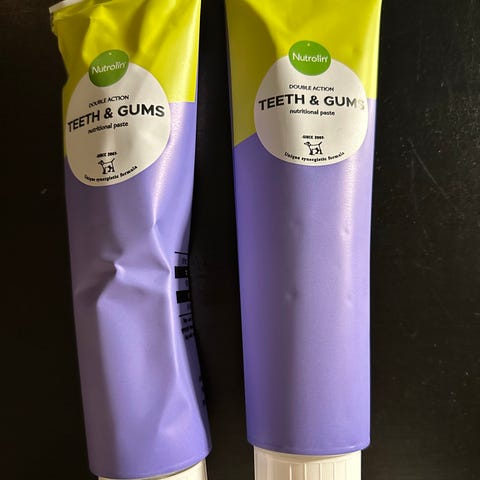 Nutrolin®
DOUBLE ACTION
TEETH & GUMS
nutritional paste
·SINCE 2005·
Unique synergistic formula
Nutrolin®
DOUBLE ACTION
TEETH & GUMS
nutritional paste
·SINCE 2005·
Unique synergistic formula